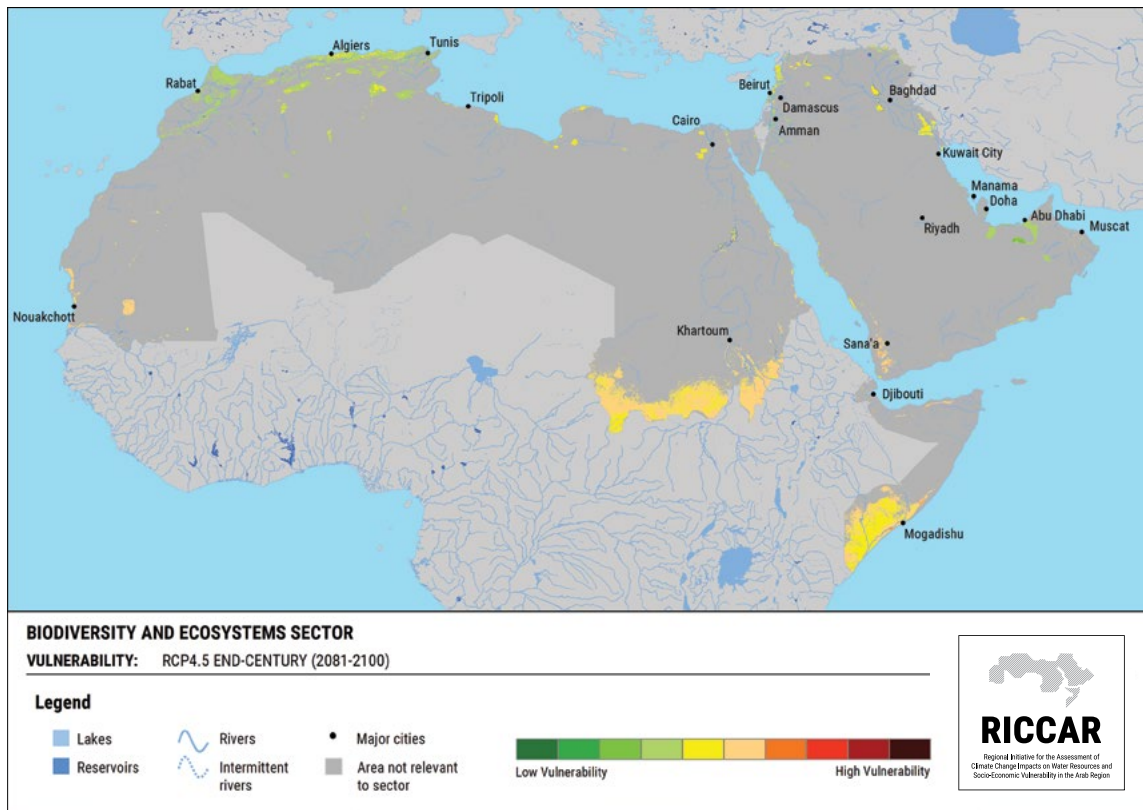 Algiers
Tunis
Rabat
Tripoli
Beirut
Damascus
Baghdad
Cairo
Amman
Kuwait City
Manama
Doha
Abu Dhabi
Muscat
Riyadh
Nouakchott
Khartoum
Sana'a
Djibouti
Mogadishu
BIODIVERSITY AND ECOSYSTEMS SECTOR
VULNERABILITY: RCP4.5 END-CENTURY (2081-2100)
Legend
Lakes
Reservoirs
Rivers
Intermittent
rivers
Major cities
Area not relevant
to sector
Low Vulnerability
High Vulnerability
RICCAR
Regional Initiative for the Assessment of
Climate Change Impacts on Water Resources and
Socio-Economic Vulnerability in the Arab Region